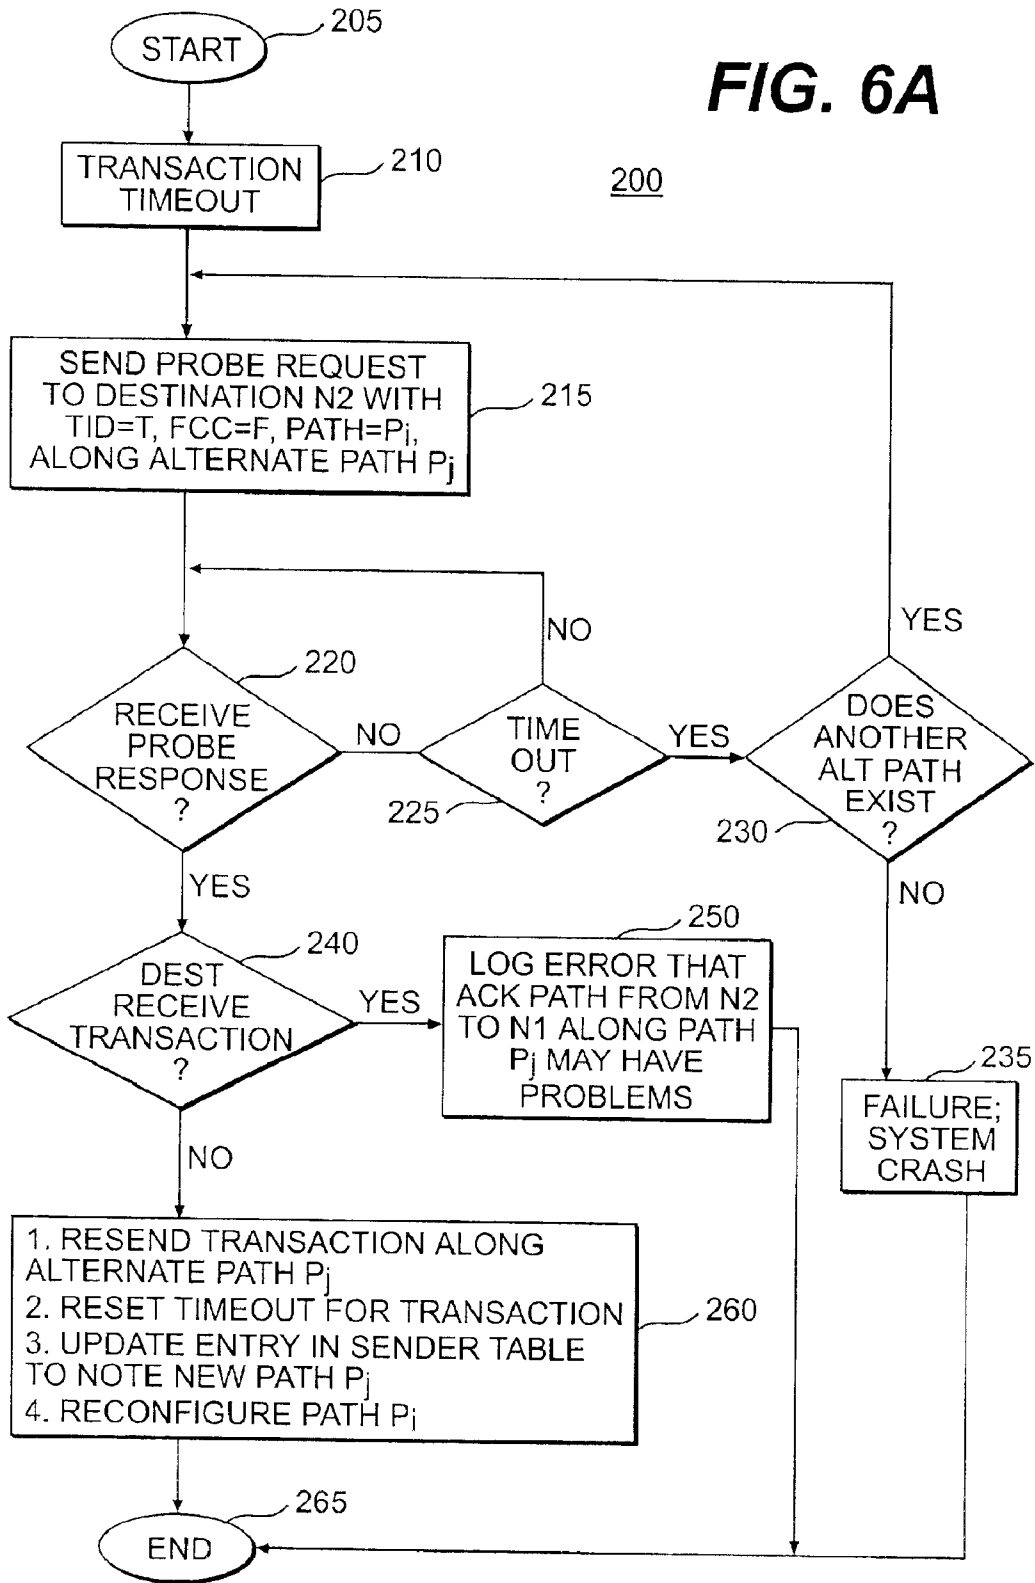 START
205
FIG. 6A
TRANSACTION
TIMEOUT
210
200
SEND PROBE REQUEST
TO DESTINATION N2 WITH
TID=T, FCC=F, PATH=Pi,
ALONG ALTERNATE PATH Pj
215
YES
NO
220
RECEIVE
PROBE
RESPONSE
?
NO
TIME
OUT
?
225
YES
DOES
ANOTHER
ALT PATH
EXIST
?
230
YES
NO
240
DEST
RECEIVE
TRANSACTION
?
YES
250
LOG ERROR THAT
ACK PATH FROM N2
TO N1 ALONG PATH
Pj MAY HAVE
PROBLEMS
235
FAILURE;
SYSTEM
CRASH
NO
1. RESEND TRANSACTION ALONG
ALTERNATE PATH Pj
2. RESET TIMEOUT FOR TRANSACTION
3. UPDATE ENTRY IN SENDER TABLE
TO NOTE NEW PATH Pj
4. RECONFIGURE PATH Pi
260
265
END